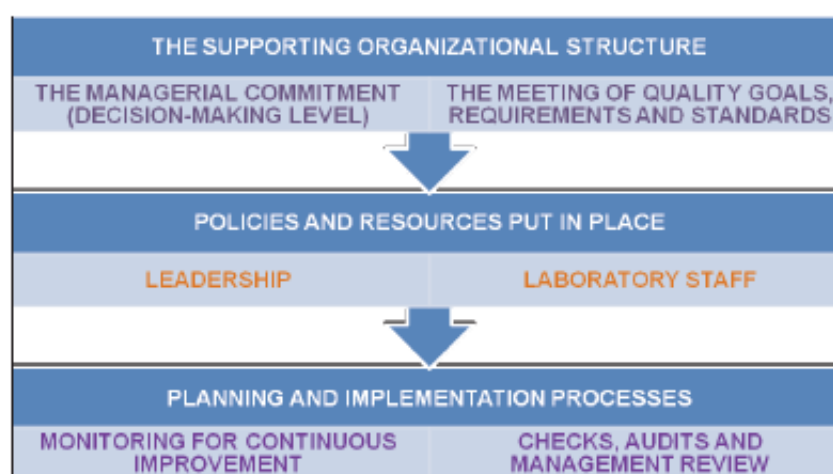 THE SUPPORTING ORGANIZATIONAL STRUCTURE
THE MANAGERIAL COMMITMENT
(DECISION-MAKING LEVEL)
THE MEETING OF QUALITY GOALS,
REQUIREMENTS AND STANDARDS
POLICIES AND RESOURCES PUT IN PLACE
LEADERSHIP
LABORATORY STAFF
PLANNING AND IMPLEMENTATION PROCESSES
MONITORING FOR CONTINUOUS
IMPROVEMENT
CHECKS, AUDITS AND
MANAGEMENT REVIEW